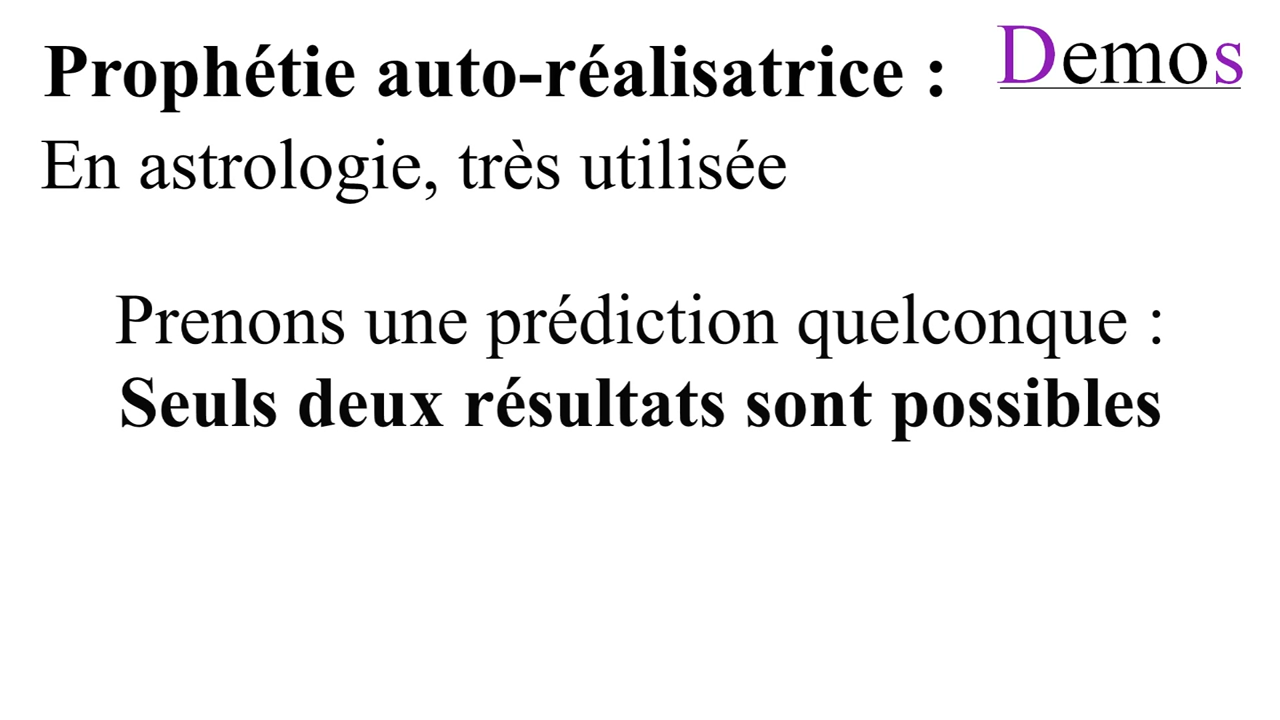 Prophétie auto-réalisatrice :
Demos
En astrologie, très utilisée
Prenons une prédiction quelconque :
Seuls deux résultats sont possibles